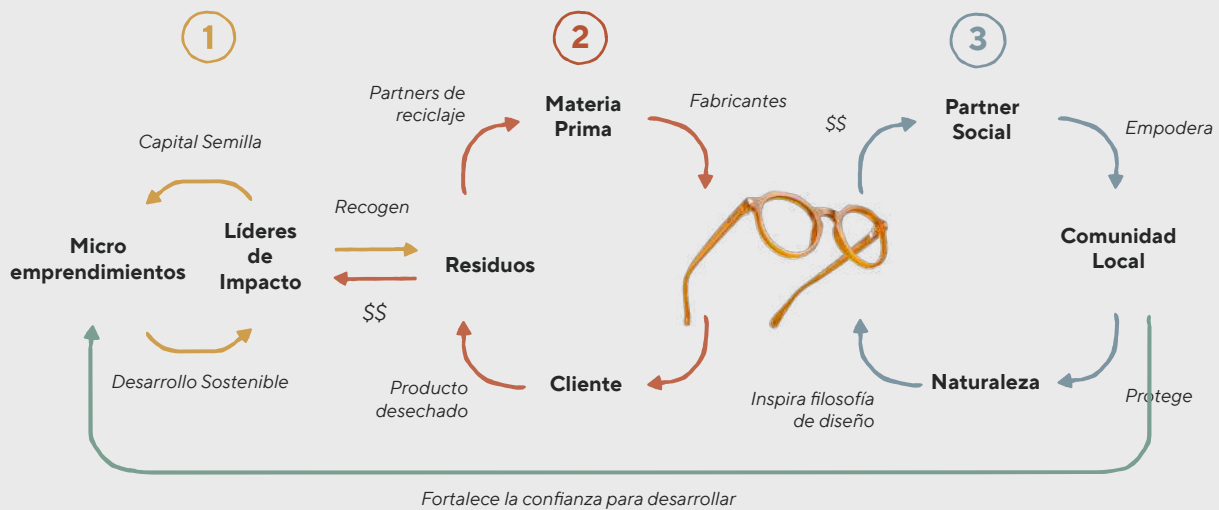 1
2
3
Partners de
reciclaje
Materia
Prima
Fabricantes
$$
Partner
Social
Empodera
Capital Semilla
Recogen
Líderes
de
Impacto
Micro
emprendimientos
Residuos
Comunidad
Local
$$
Desarrollo Sostenible
Producto
desechado
Cliente
Inspira filosofía
de diseño
Naturaleza
Protege
Fortalece la confianza para desarrollar